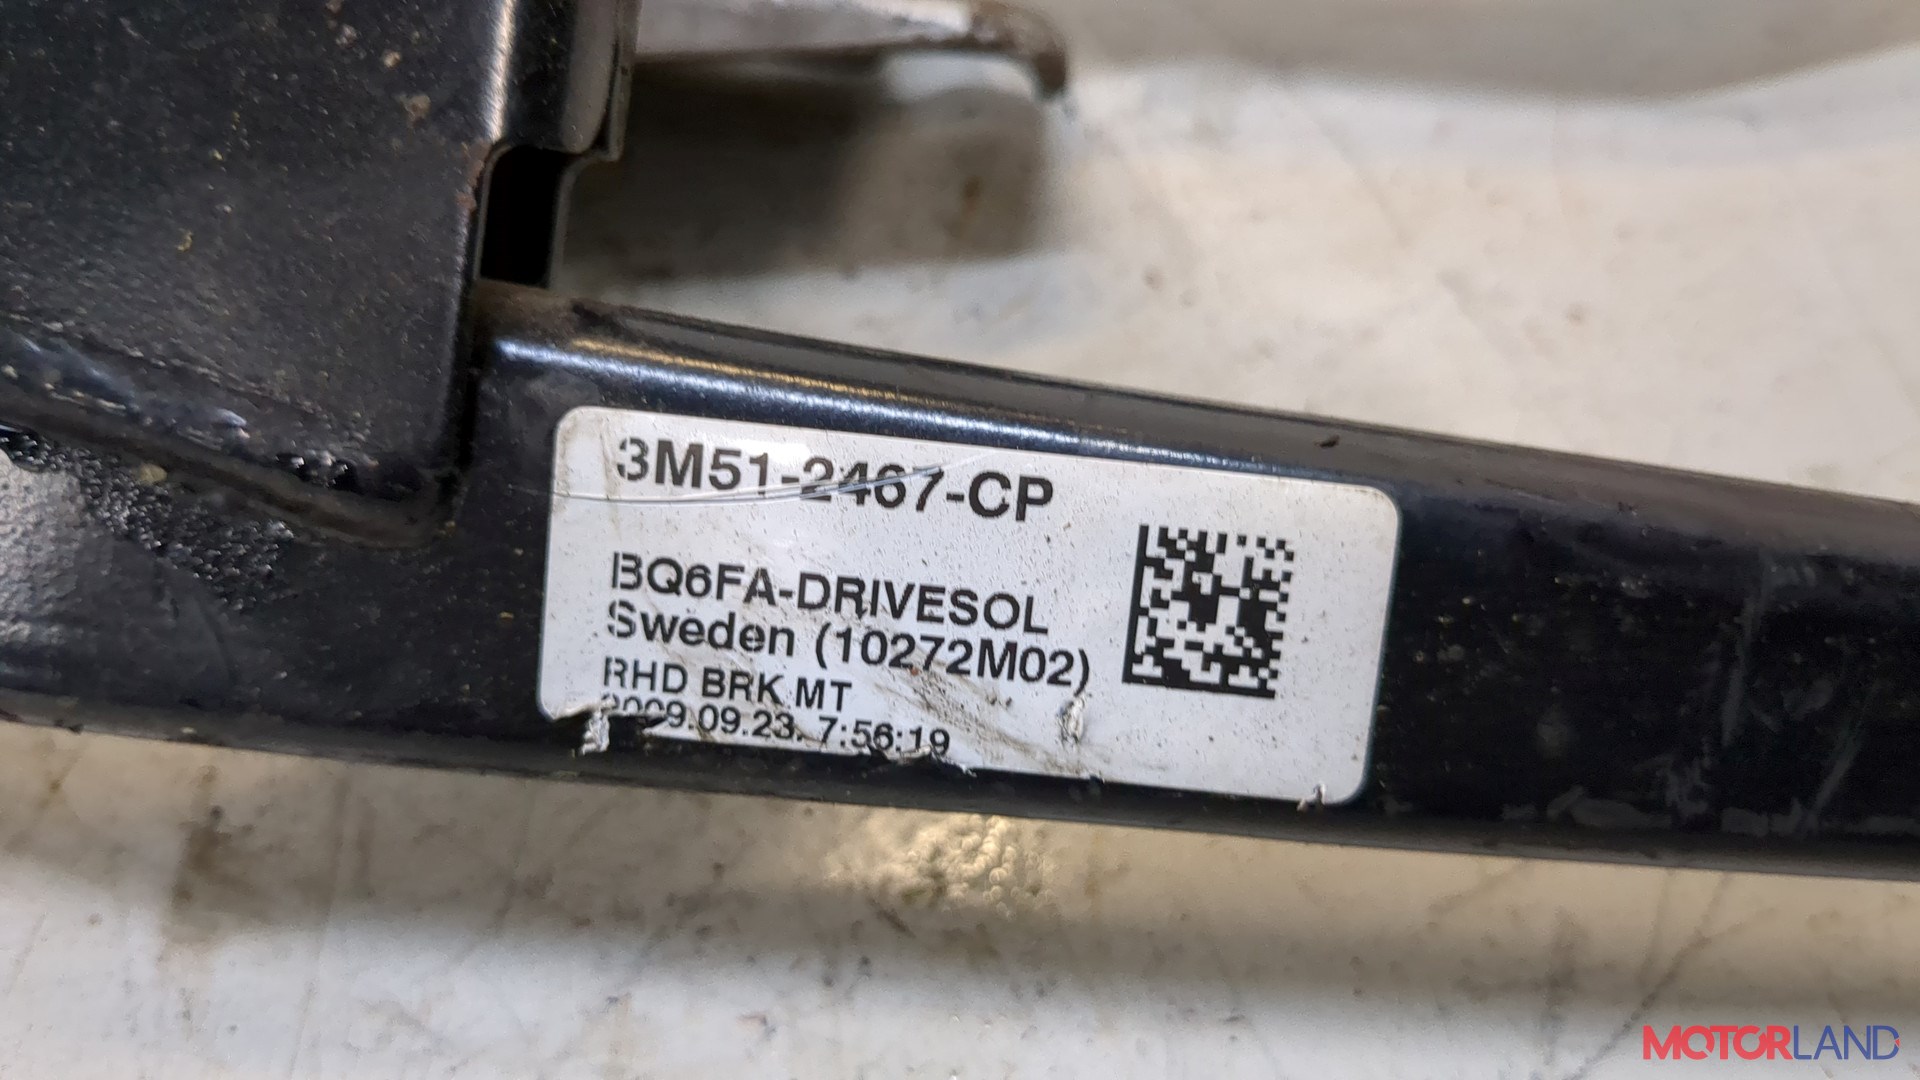 3M51-2467-CP
BQ6FA-DRIVESOL
Sweden (10272M02)
RHD BRK MT
2009.09.23. 7:56:19
MOTORLAND